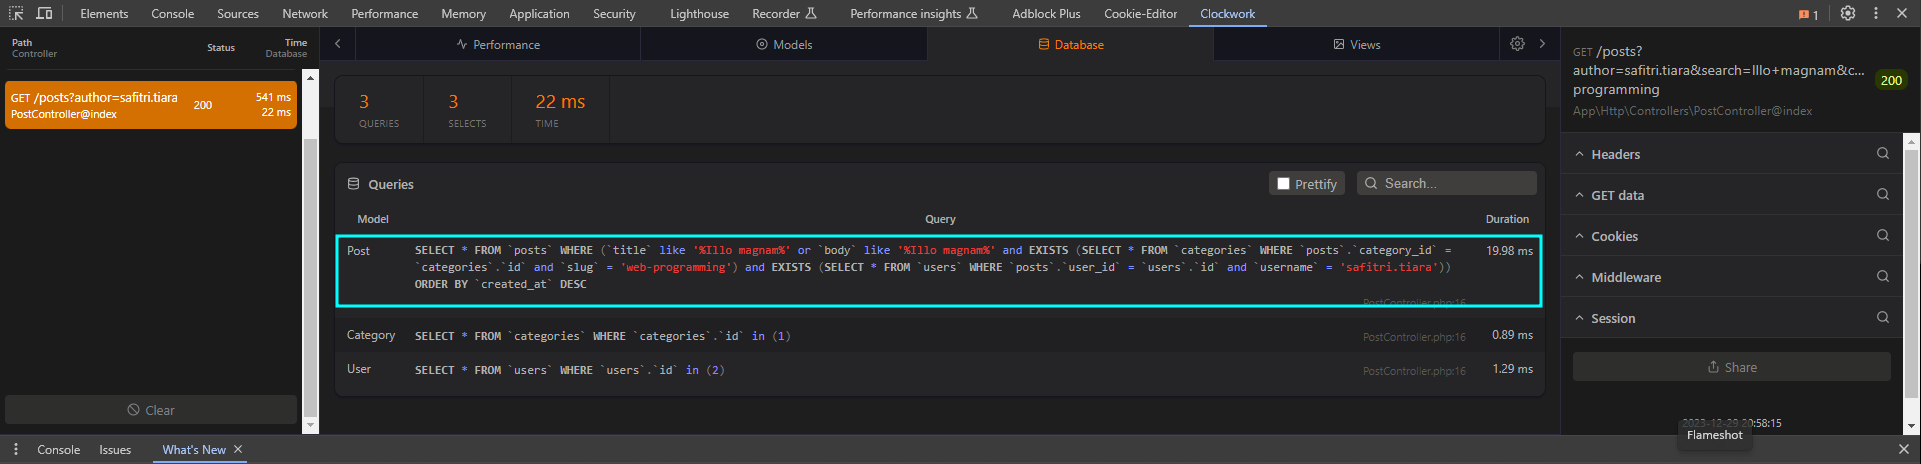 Elements Console Sources Network Performance Memory Application Security Lighthouse Recorder Performance insights Adblock Plus Cookie-Editor Clockwork 1
Path
Controller
Status
Time
Database
GET /posts?author=safitri.tiara
PostController@index
200
541 ms
22 ms
Clear
Performance Models Database Views
3
QUERIES
3
SELECTS
22 ms
TIME
Queries
Prettify
Search...
Model Query Duration
Post
SELECT * FROM `posts` WHERE (`title` like '%Illo magnam%' or `body` like '%Illo magnam%' and EXISTS (SELECT * FROM `categories` WHERE `posts`.`category_id` =
`categories`.`id` and `slug` = 'web-programming') and EXISTS (SELECT * FROM `users` WHERE `posts`.`user_id` = `users`.`id` and `username` = 'safitri.tiara'))
ORDER BY `created_at` DESC
PostController.php:16
19.98 ms
Category SELECT * FROM `categories` WHERE `categories`.`id` in (1) PostController.php:16 0.89 ms
User SELECT * FROM `users` WHERE `users`.`id` in (2) PostController.php:16 1.29 ms
GET /posts?
author=safitri.tiara&search=Illo+magnam&c...
programming
200
App\Http\Controllers\PostController@index
Headers
GET data
Cookies
Middleware
Session
Share
2023-12-29 20:58:15
Flameshot
Console Issues What's New